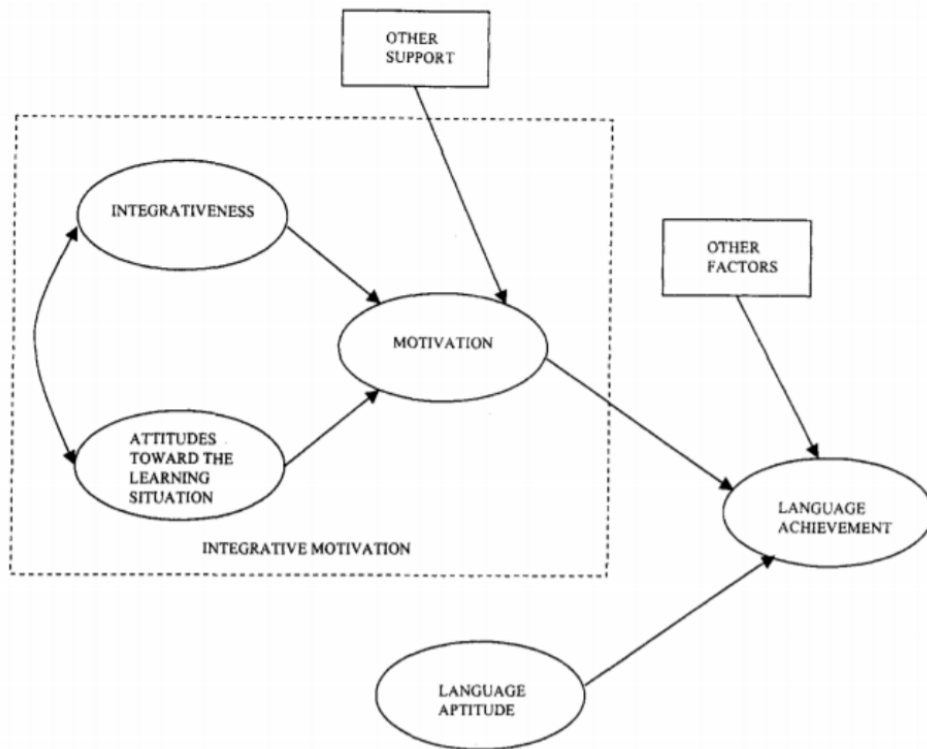 OTHER
SUPPORT
INTEGRATIVENESS
OTHER
FACTORS
MOTIVATION
ATTITUDES
TOWARD THE
LEARNING
SITUATION
LANGUAGE
ACHIEVEMENT
INTEGRATIVE MOTIVATION
LANGUAGE
APTITUDE